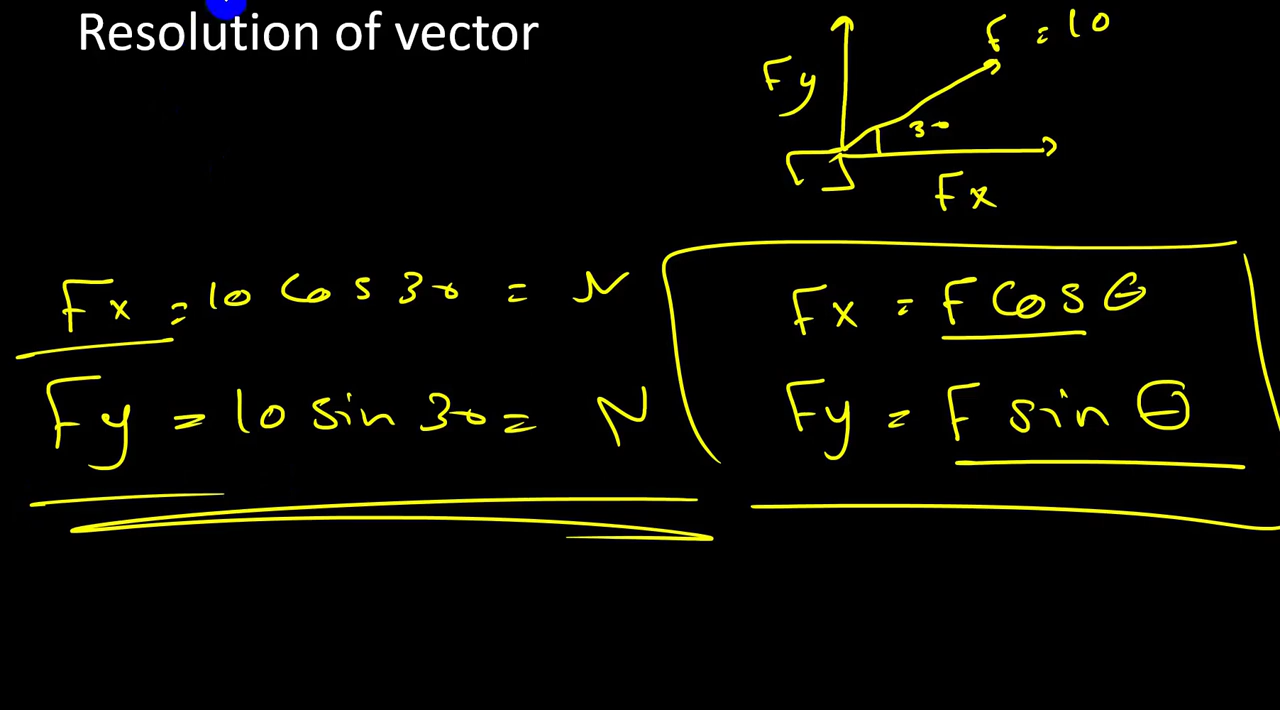 Resolution of vector
F = 10
Fy
30
Fx
Fx = 10 Cos 30 = N
Fy = 10 sin 30 = N
Fx = F Cos θ
Fy = F sin θ